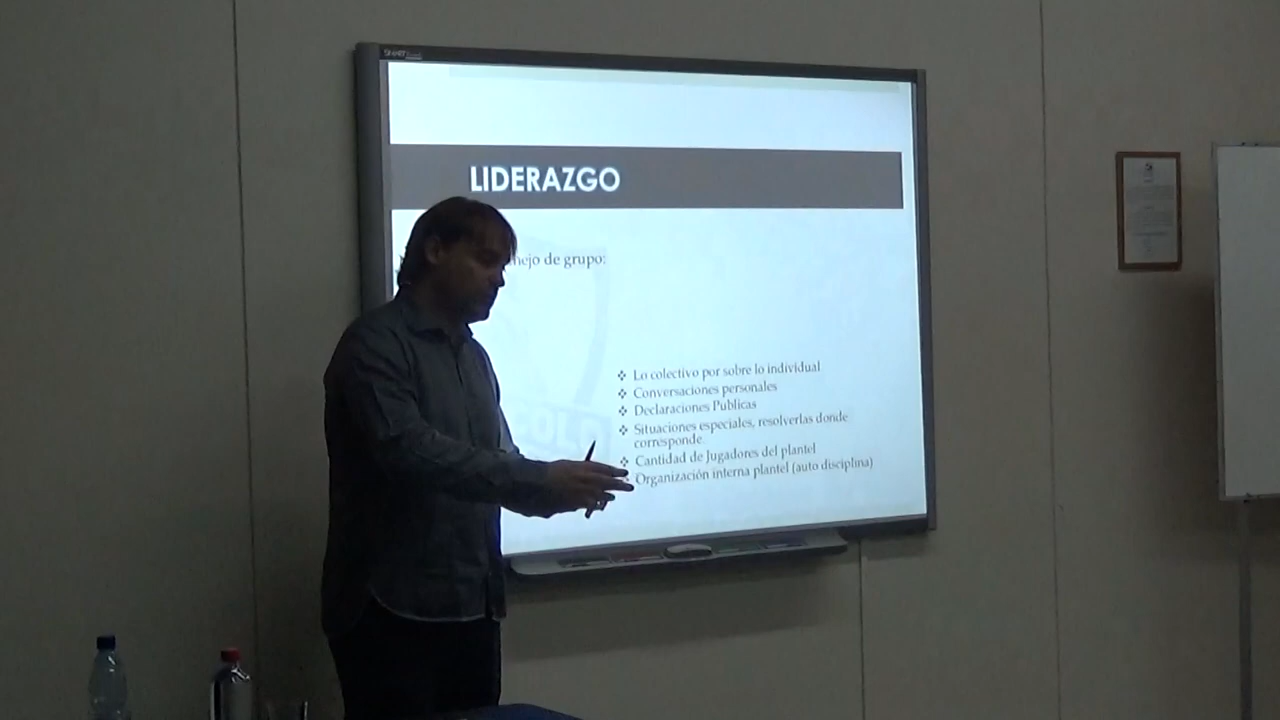 SMART
LIDERAZGO
nejo de grupo:
Lo colectivo por sobre lo individual
Conversaciones personales
Declaraciones Publicas
Situaciones especiales, resolverlas donde
corresponde.
Cantidad de Jugadores del plantel
Organización interna plantel (auto disciplina)